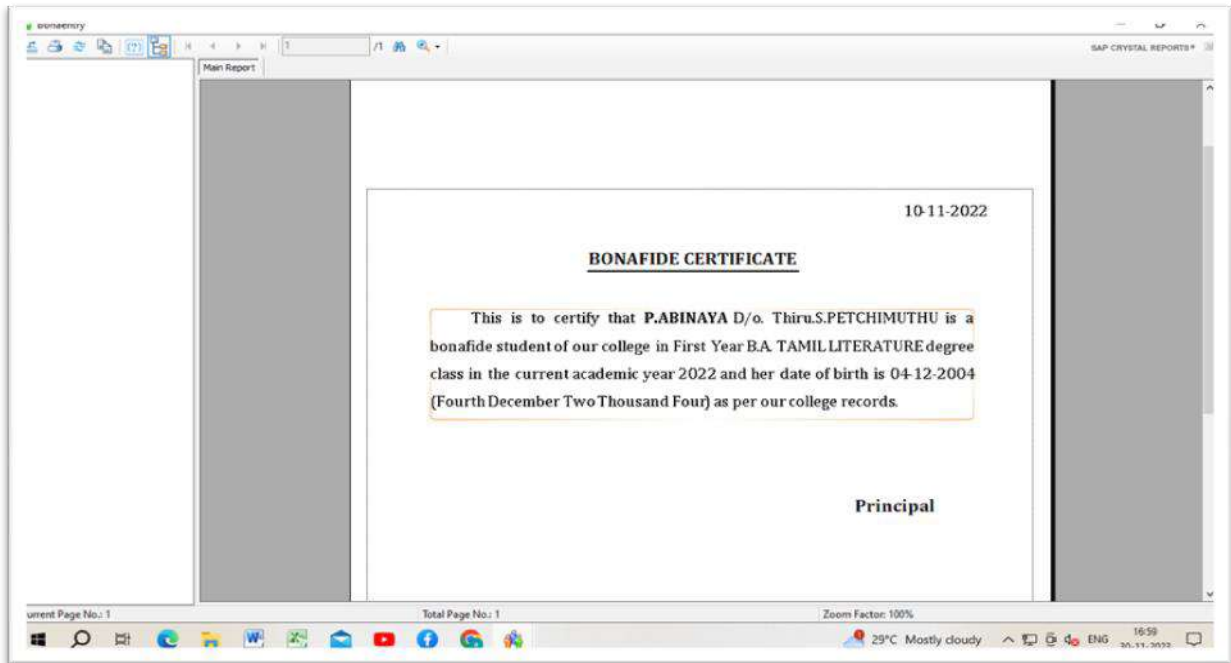 Bonaentry
1 /1 SAP CRYSTAL REPORTS®
Main Report
10-11-2022
BONAFIDE CERTIFICATE
This is to certify that P.ABINAYA D/o. Thiru.S.PETCHIMUTHU is a
bonafide student of our college in First Year B.A. TAMIL LITERATURE degree
class in the current academic year 2022 and her date of birth is 04-12-2004
(Fourth December Two Thousand Four) as per our college records.
Principal
urrent Page No.: 1 Total Page No.: 1 Zoom Factor: 100%
29°C Mostly cloudy ENG 16:59